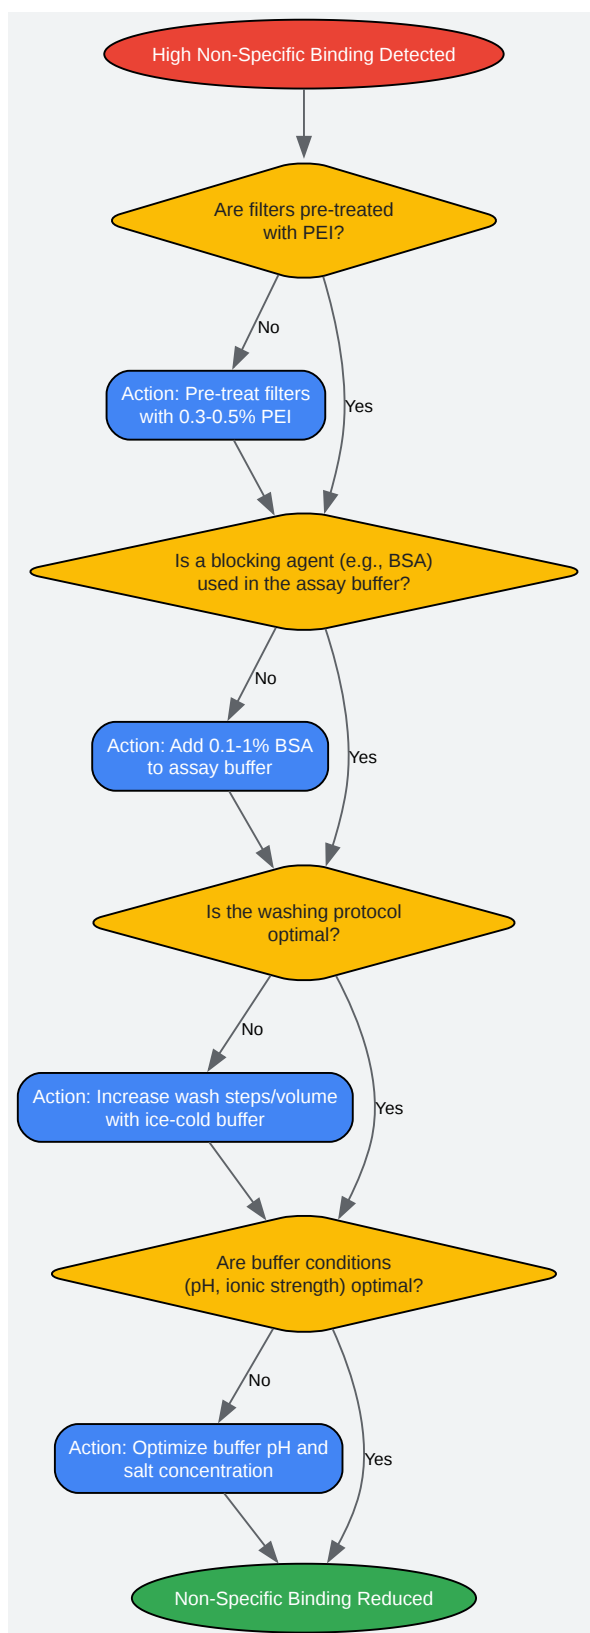 High Non-Specific Binding Detected
Are filters pre-treated
with PEI?
No
Yes
Action: Pre-treat filters
with 0.3-0.5% PEI
Is a blocking agent (e.g., BSA)
used in the assay buffer?
No
Yes
Action: Add 0.1-1% BSA
to assay buffer
Is the washing protocol
optimal?
No
Yes
Action: Increase wash steps/volume
with ice-cold buffer
Are buffer conditions
(pH, ionic strength) optimal?
No
Yes
Action: Optimize buffer pH and
salt concentration
Non-Specific Binding Reduced